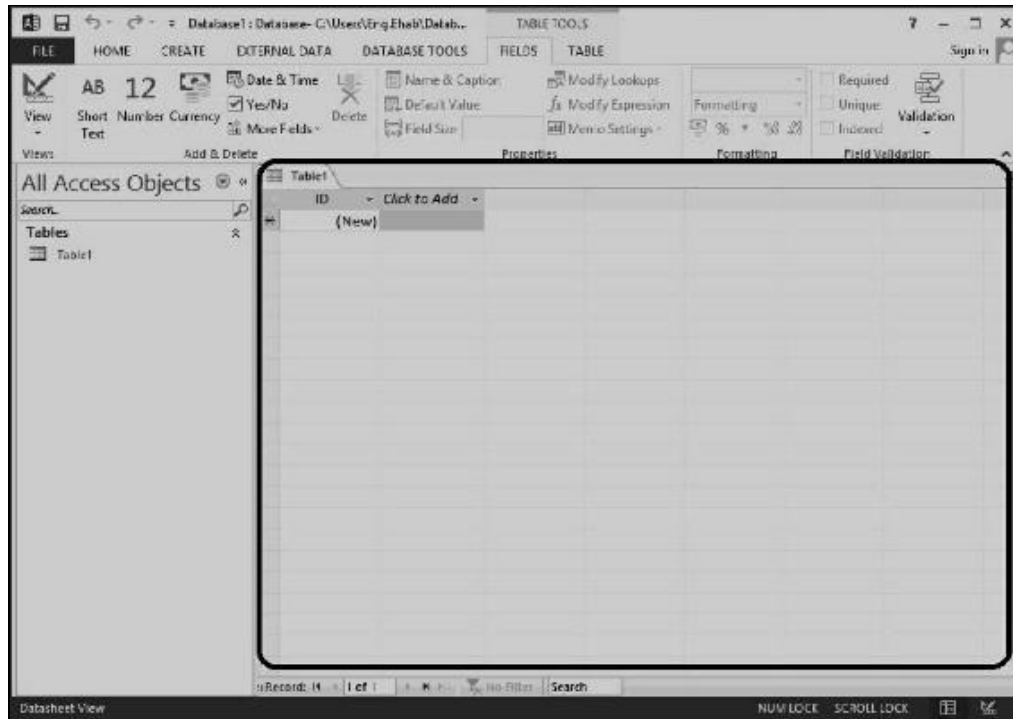 Database1 : Database- C:\Users\Eng.Ehab\Datab... TABLE TOOLS ? – ×
FILE HOME CREATE EXTERNAL DATA DATABASE TOOLS FIELDS TABLE Sign in
View
AB Short Text
12 Number
Currency
Date & Time
Yes/No
More Fields
Delete
Name & Caption
Default Value
Field Size
Modify Lookups
Modify Expression
Memo Settings
Formatting
% ,
Required
Unique
Indexed
Validation
Views Add & Delete Properties Formatting Field Validation
All Access Objects «
Search...
Tables
Table1
Table1
ID Click to Add
* (New)
Record: 1 of 1 No Filter Search
Datasheet View NUM LOCK SCROLL LOCK